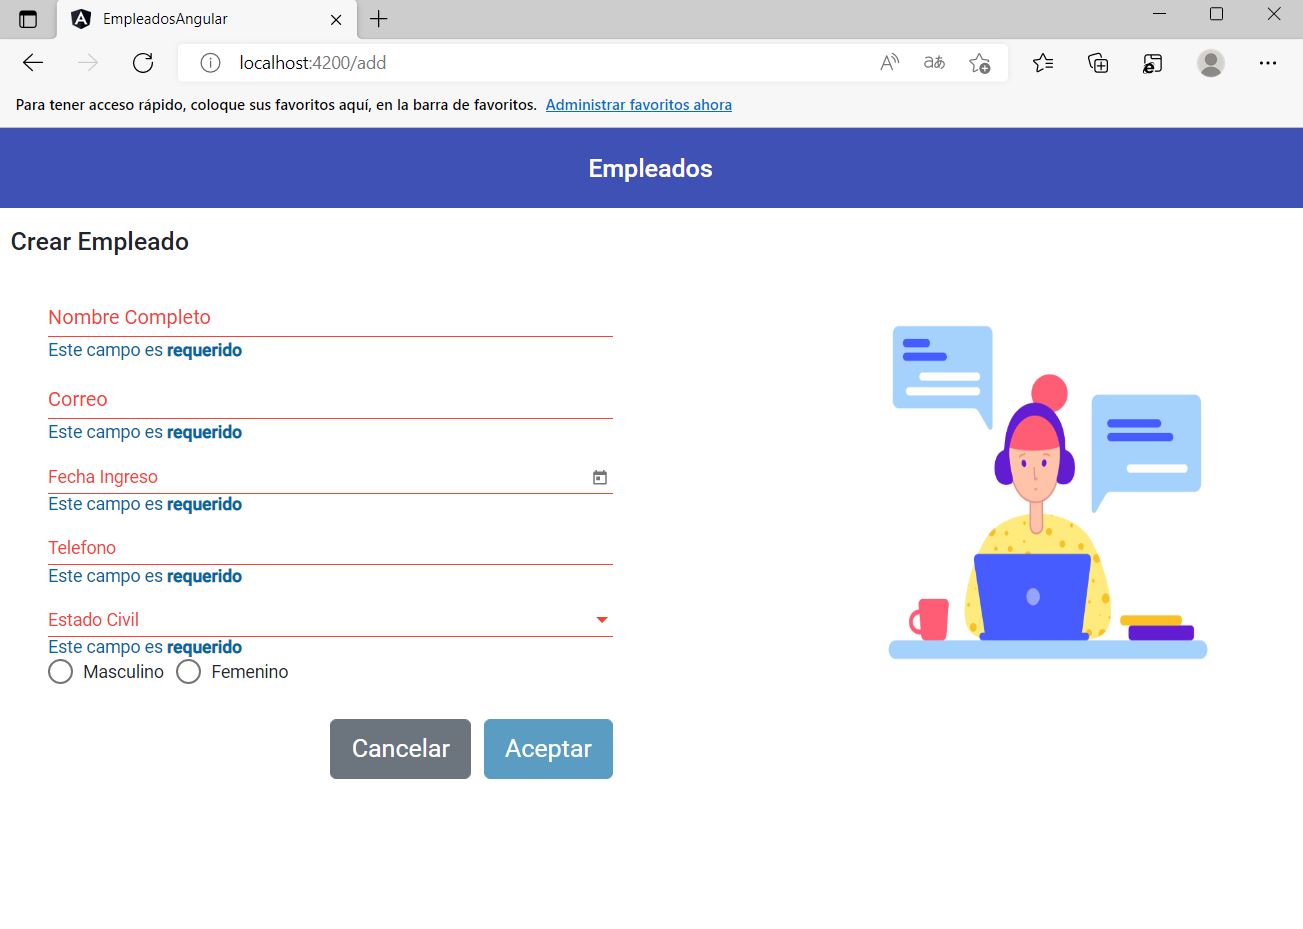 EmpleadosAngular
localhost:4200/add
Para tener acceso rápido, coloque sus favoritos aquí, en la barra de favoritos. Administrar favoritos ahora
Empleados
Crear Empleado
Nombre Completo
Este campo es requerido
Correo
Este campo es requerido
Fecha Ingreso
Este campo es requerido
Telefono
Este campo es requerido
Estado Civil
Este campo es requerido
Masculino Femenino
Cancelar Aceptar